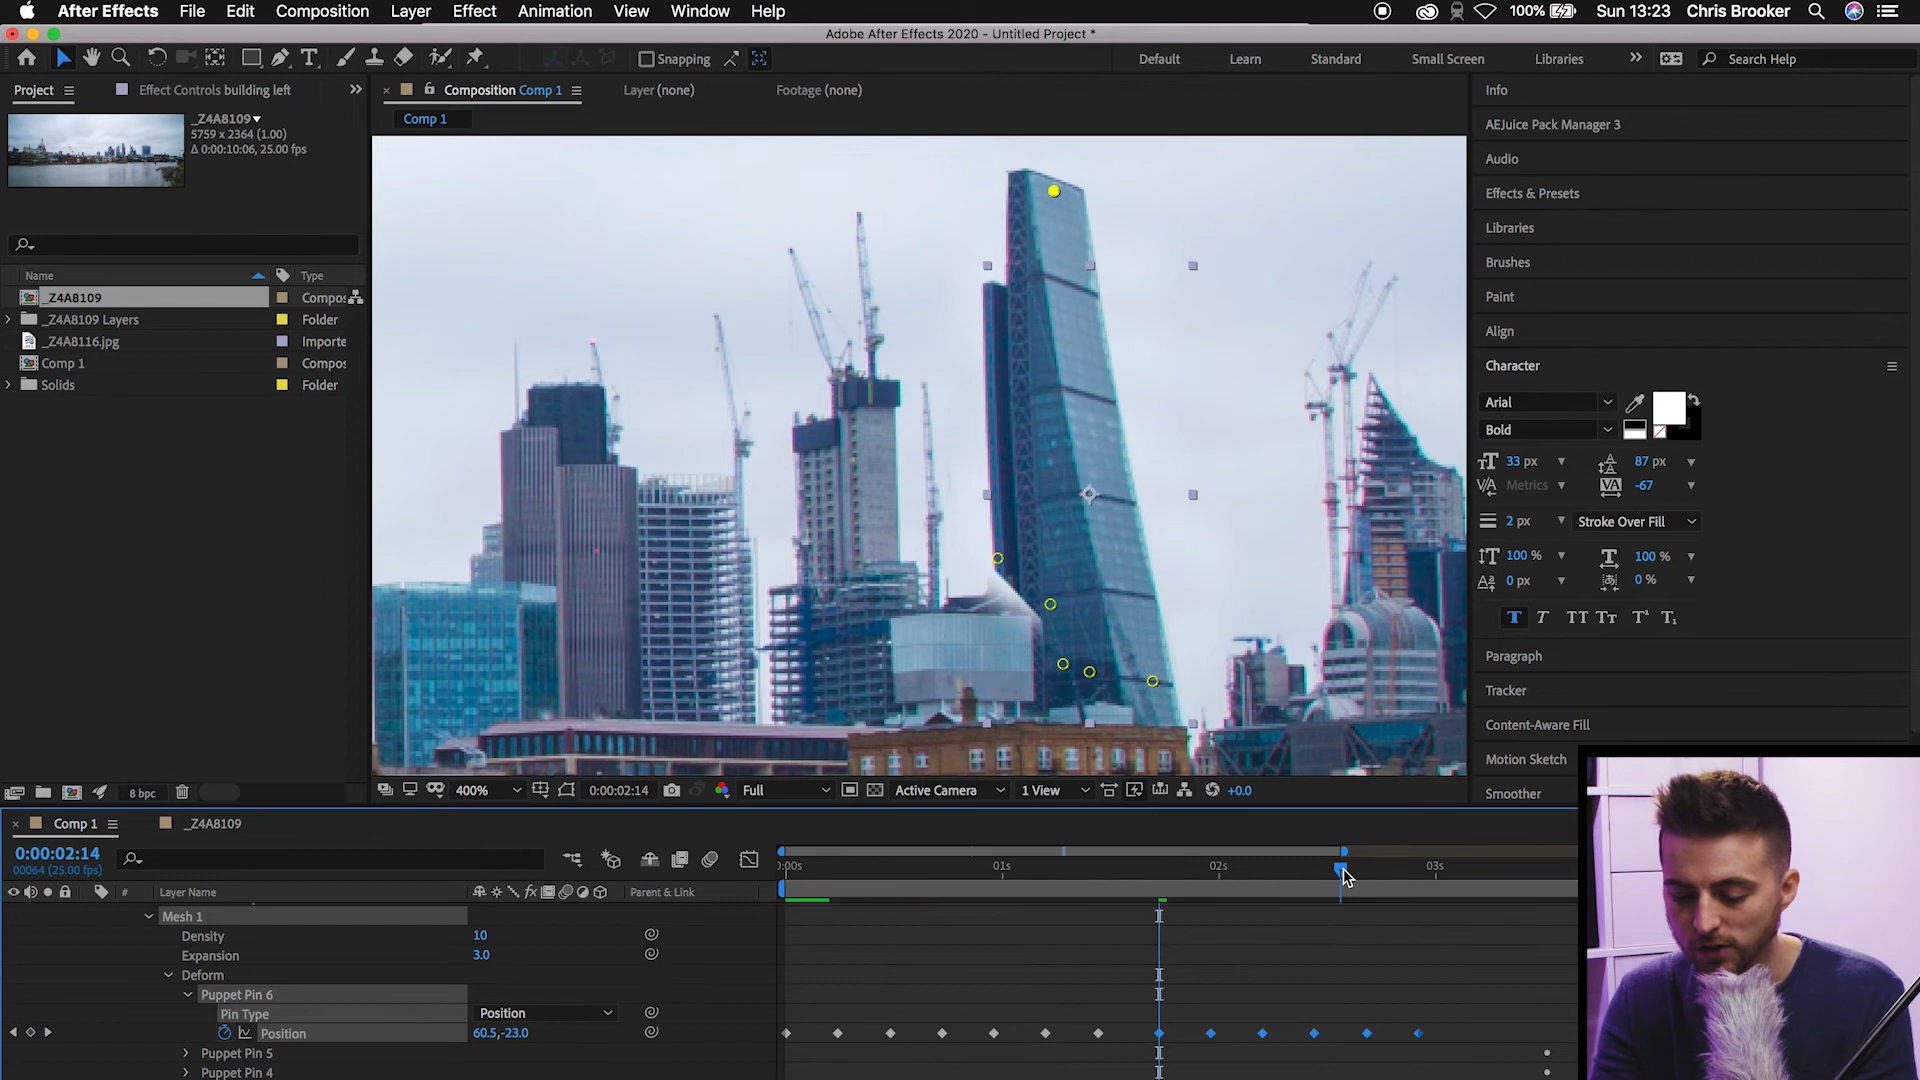 After Effects File Edit Composition Layer Effect Animation View Window Help 100% Sun 13:23 Chris Brooker
Adobe After Effects 2020 - Untitled Project *
Snapping Default Learn Standard Small Screen Libraries Search Help
Project Effect Controls building left Composition Comp 1 Layer (none) Footage (none) Info
_Z4A8109
5759 x 2364 (1.00)
Δ 0:00:10:06, 25.00 fps
Comp 1
AEJuice Pack Manager 3
Audio
Effects & Presets
Libraries
Brushes
Name Type
_Z4A8109 Compos
_Z4A8109 Layers Folder
_Z4A8116.jpg Importe
Comp 1 Compos
Solids Folder
Paint
Align
Character
Arial
Bold
33 px 87 px
Metrics -67
2 px Stroke Over Fill
100 % 100 %
0 px 0 %
T T TT Tt T¹ T₁
Paragraph
Tracker
Content-Aware Fill
Motion Sketch
Smoother
8 bpc 400% 0:00:02:14 Full Active Camera 1 View +0.0
Comp 1 _Z4A8109
0:00:02:14
00064 (25.00 fps)
0:00s 01s 02s 03s
# Layer Name Parent & Link
Mesh 1
Density 10
Expansion 3.0
Deform
Puppet Pin 6
Pin Type Position
Position 60.5,-23.0
Puppet Pin 5
Puppet Pin 4